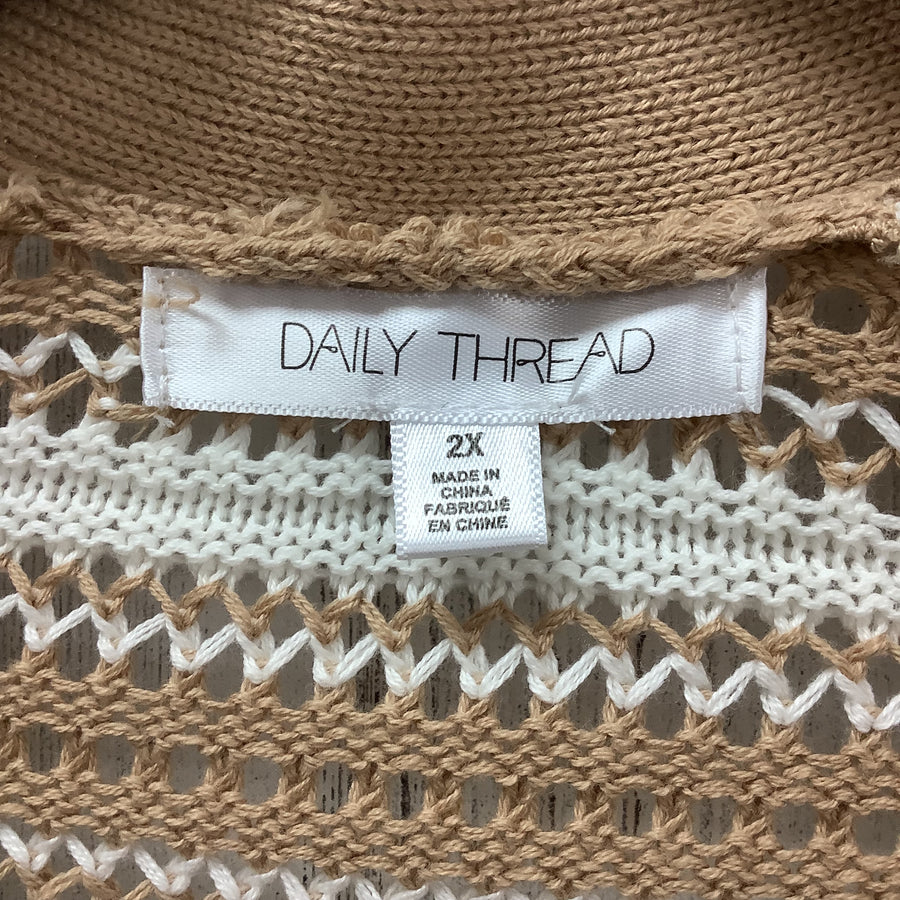 DAILY THREAD
2X
MADE IN
CHINA
FABRIQUÉ
EN CHINE